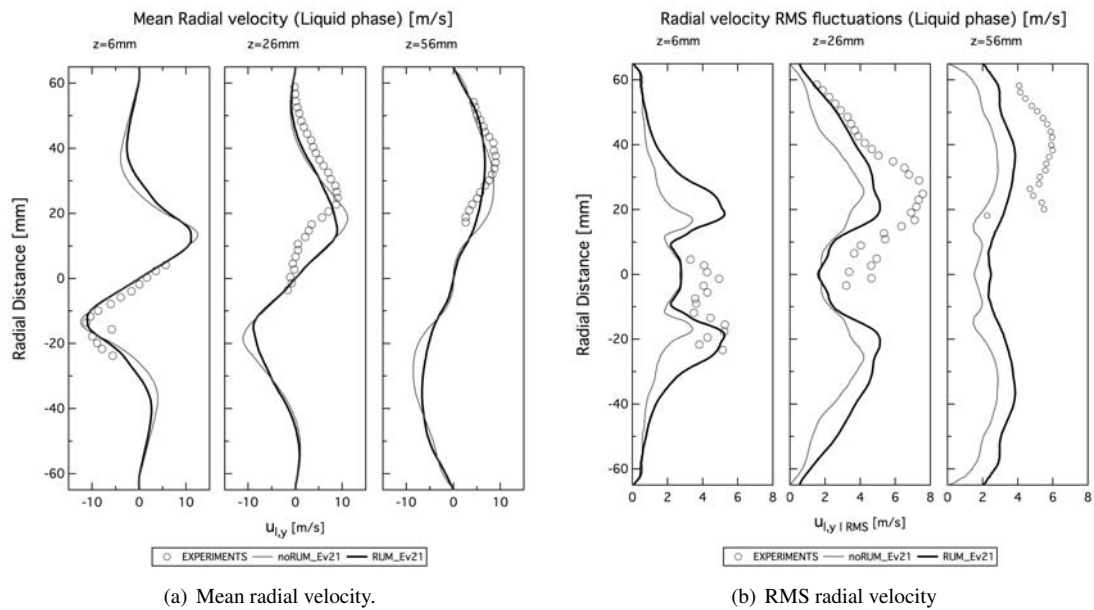 Mean Radial velocity (Liquid phase) [m/s]
z=6mm z=26mm z=56mm
60
40
20
0
-20
-40
-60
Radial Distance [mm]
-10 0 10 -10 0 10 -10 0 10
u_l,y [m/s]
EXPERIMENTS noRUM_Ev21 RUM_Ev21
(a) Mean radial velocity.
Radial velocity RMS fluctuations (Liquid phase) [m/s]
z=6mm z=26mm z=56mm
60
40
20
0
-20
-40
-60
Radial Distance [mm]
0 2 4 6 8 0 2 4 6 8 0 2 4 6 8
u_l,y | RMS [m/s]
EXPERIMENTS noRUM_Ev21 RUM_Ev21
(b) RMS radial velocity